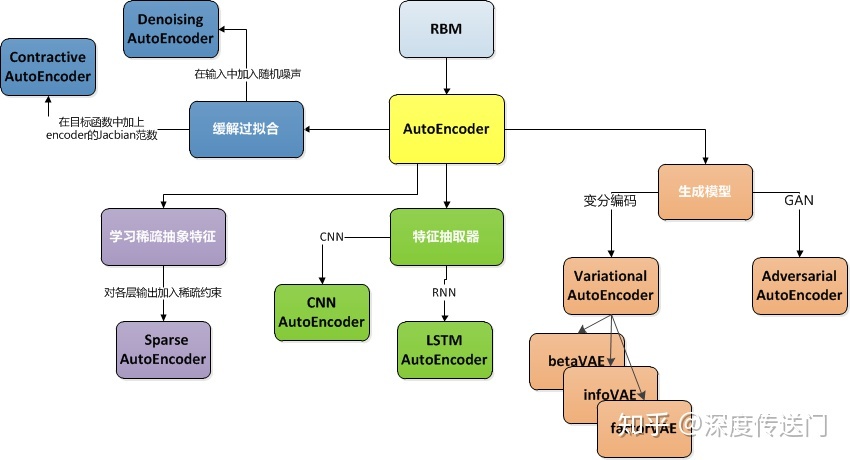 Denoising
AutoEncoder
RBM
Contractive
AutoEncoder
在输入中加入随机噪声
在目标函数中加上
encoder的Jacbian范数
缓解过拟合
AutoEncoder
生成模型
变分编码
GAN
学习稀疏抽象特征
CNN
特征抽取器
Variational
AutoEncoder
Adversarial
AutoEncoder
对各层输出加入稀疏约束
CNN
AutoEncoder
RNN
Sparse
AutoEncoder
LSTM
AutoEncoder
betaVAE
infoVAE
factorVAE
知乎 @深度传送门